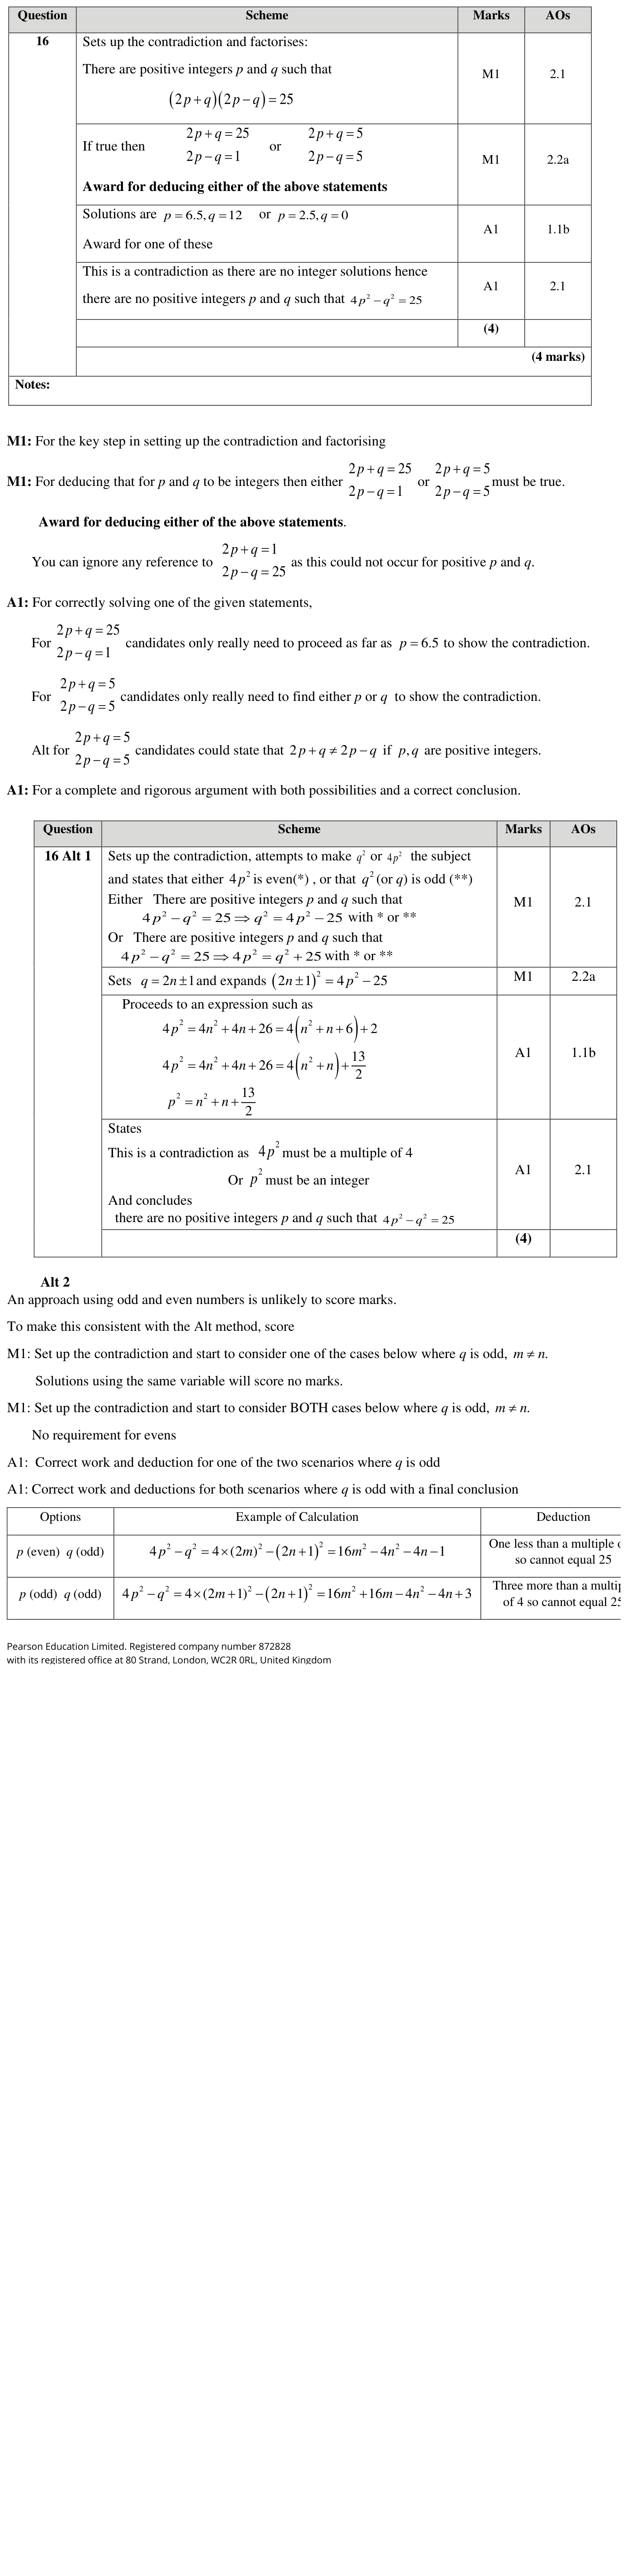 Question Scheme Marks AOs
16 Sets up the contradiction and factorises:
There are positive integers p and q such that
(2p+q)(2p−q)=25
M1 2.1
If true then 2p+q=25 or 2p+q=5
2p−q=1 2p−q=5
Award for deducing either of the above statements
M1 2.2a
Solutions are p=6.5, q=12 or p=2.5, q=0
Award for one of these
A1 1.1b
This is a contradiction as there are no integer solutions hence
there are no positive integers p and q such that 4p²−q²=25
A1 2.1
(4)
(4 marks)
Notes:
M1: For the key step in setting up the contradiction and factorising
M1: For deducing that for p and q to be integers then either 2p+q=25 2p−q=1 or 2p+q=5 2p−q=5 must be true.
Award for deducing either of the above statements.
You can ignore any reference to 2p+q=1 2p−q=25 as this could not occur for positive p and q.
A1: For correctly solving one of the given statements,
For 2p+q=25 2p−q=1 candidates only really need to proceed as far as p=6.5 to show the contradiction.
For 2p+q=5 2p−q=5 candidates only really need to find either p or q to show the contradiction.
Alt for 2p+q=5 2p−q=5 candidates could state that 2p+q≠2p−q if p,q are positive integers.
A1: For a complete and rigorous argument with both possibilities and a correct conclusion.
Question Scheme Marks AOs
16 Alt 1 Sets up the contradiction, attempts to make q² or 4p² the subject
and states that either 4p² is even(*) , or that q² (or q) is odd (**)
Either There are positive integers p and q such that
4p²−q²=25⇒q²=4p²−25 with * or **
Or There are positive integers p and q such that
4p²−q²=25⇒4p²=q²+25 with * or **
M1 2.1
Sets q=2n±1 and expands (2n±1)²=4p²−25
M1 2.2a
Proceeds to an expression such as
4p²=4n²+4n+26=4(n²+n+6)+2
4p²=4n²+4n+26=4(n²+n)+13/2
p²=n²+n+13/2
A1 1.1b
States
This is a contradiction as 4p² must be a multiple of 4
Or p² must be an integer
And concludes
there are no positive integers p and q such that 4p²−q²=25
A1 2.1
(4)
Alt 2
An approach using odd and even numbers is unlikely to score marks.
To make this consistent with the Alt method, score
M1: Set up the contradiction and start to consider one of the cases below where q is odd, m≠n.
Solutions using the same variable will score no marks.
M1: Set up the contradiction and start to consider BOTH cases below where q is odd, m≠n.
No requirement for evens
A1: Correct work and deduction for one of the two scenarios where q is odd
A1: Correct work and deductions for both scenarios where q is odd with a final conclusion
Options Example of Calculation Deduction
p (even) q (odd) 4p²−q²=4×(2m)²−(2n+1)²=16m²−4n²−4n−1 One less than a multiple
so cannot equal 25
p (odd) q (odd) 4p²−q²=4×(2m+1)²−(2n+1)²=16m²+16m−4n²−4n+3 Three more than a
of 4 so cannot equal
Pearson Education Limited. Registered company number 872828
with its registered office at 80 Strand, London, WC2R 0RL, United Kingdom